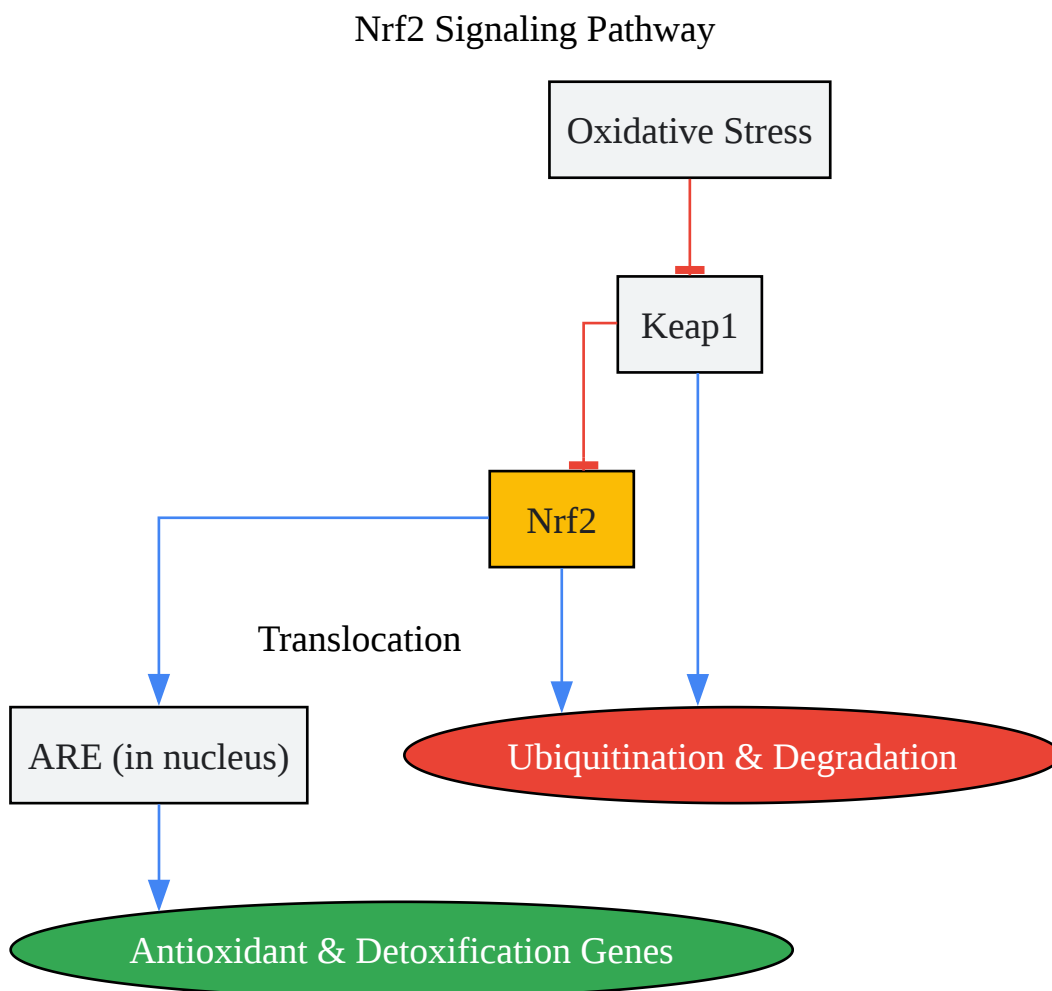 Nrf2 Signaling Pathway
Oxidative Stress
Keap1
Nrf2
Translocation
ARE (in nucleus)
Ubiquitination & Degradation
Antioxidant & Detoxification Genes